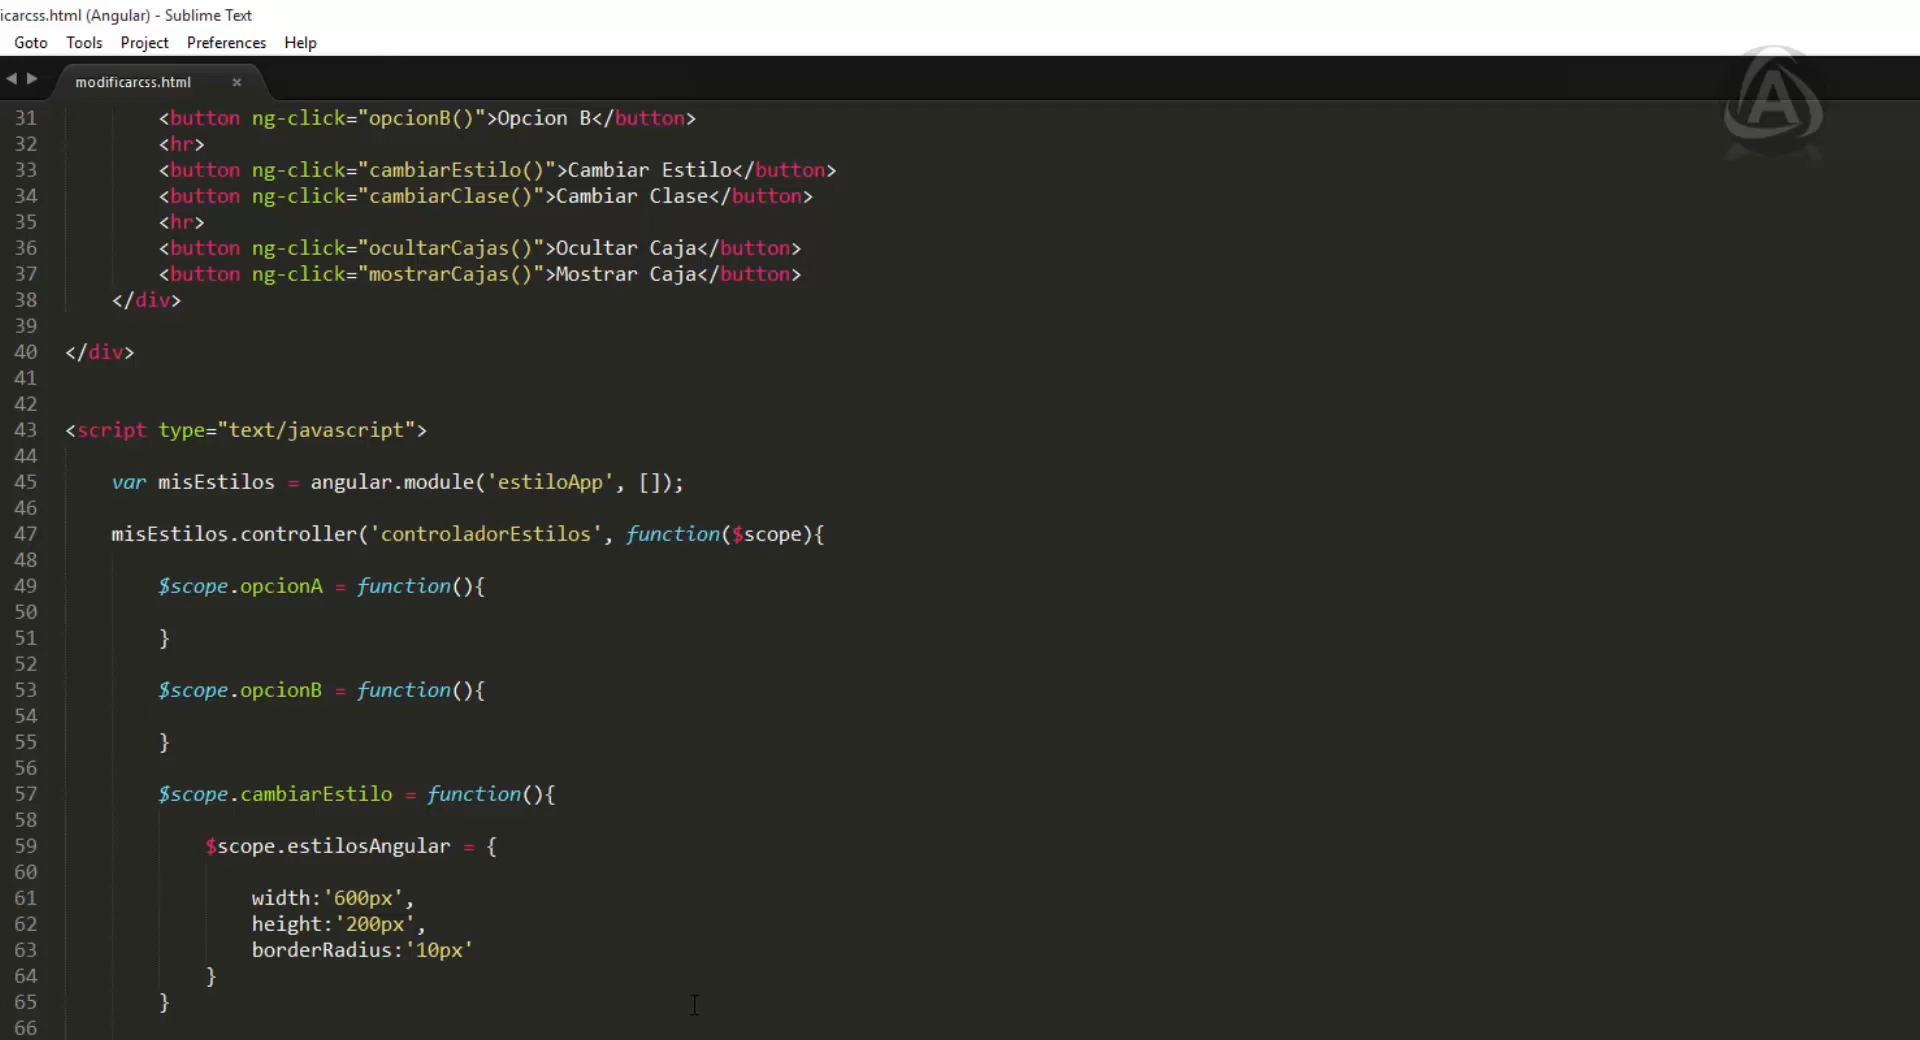 icarcss.html (Angular) - Sublime Text
Goto Tools Project Preferences Help
modificarcss.html ×
A
31 <button ng-click="opcionB()">Opcion B</button>
32 <hr>
33 <button ng-click="cambiarEstilo()">Cambiar Estilo</button>
34 <button ng-click="cambiarClase()">Cambiar Clase</button>
35 <hr>
36 <button ng-click="ocultarCajas()">Ocultar Caja</button>
37 <button ng-click="mostrarCajas()">Mostrar Caja</button>
38 </div>
39
40 </div>
41
42
43 <script type="text/javascript">
44
45 var misEstilos = angular.module('estiloApp', []);
46
47 misEstilos.controller('controladorEstilos', function($scope){
48
49 $scope.opcionA = function(){
50
51 }
52
53 $scope.opcionB = function(){
54
55 }
56
57 $scope.cambiarEstilo = function(){
58
59 $scope.estilosAngular = {
60
61 width:'600px',
62 height:'200px',
63 borderRadius:'10px'
64 }
65 }
66